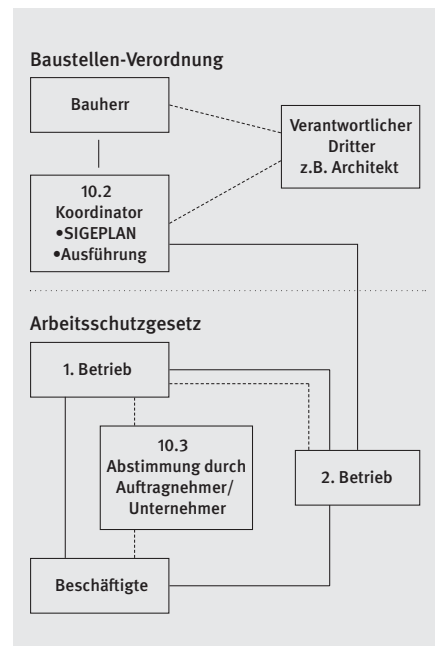 Baustellen-Verordnung
Bauherr
Verantwortlicher
Dritter
z.B. Architekt
10.2
Koordinator
•SIGEPLAN
•Ausführung
Arbeitsschutzgesetz
1. Betrieb
10.3
Abstimmung durch
Auftragnehmer/
Unternehmer
2. Betrieb
Beschäftigte